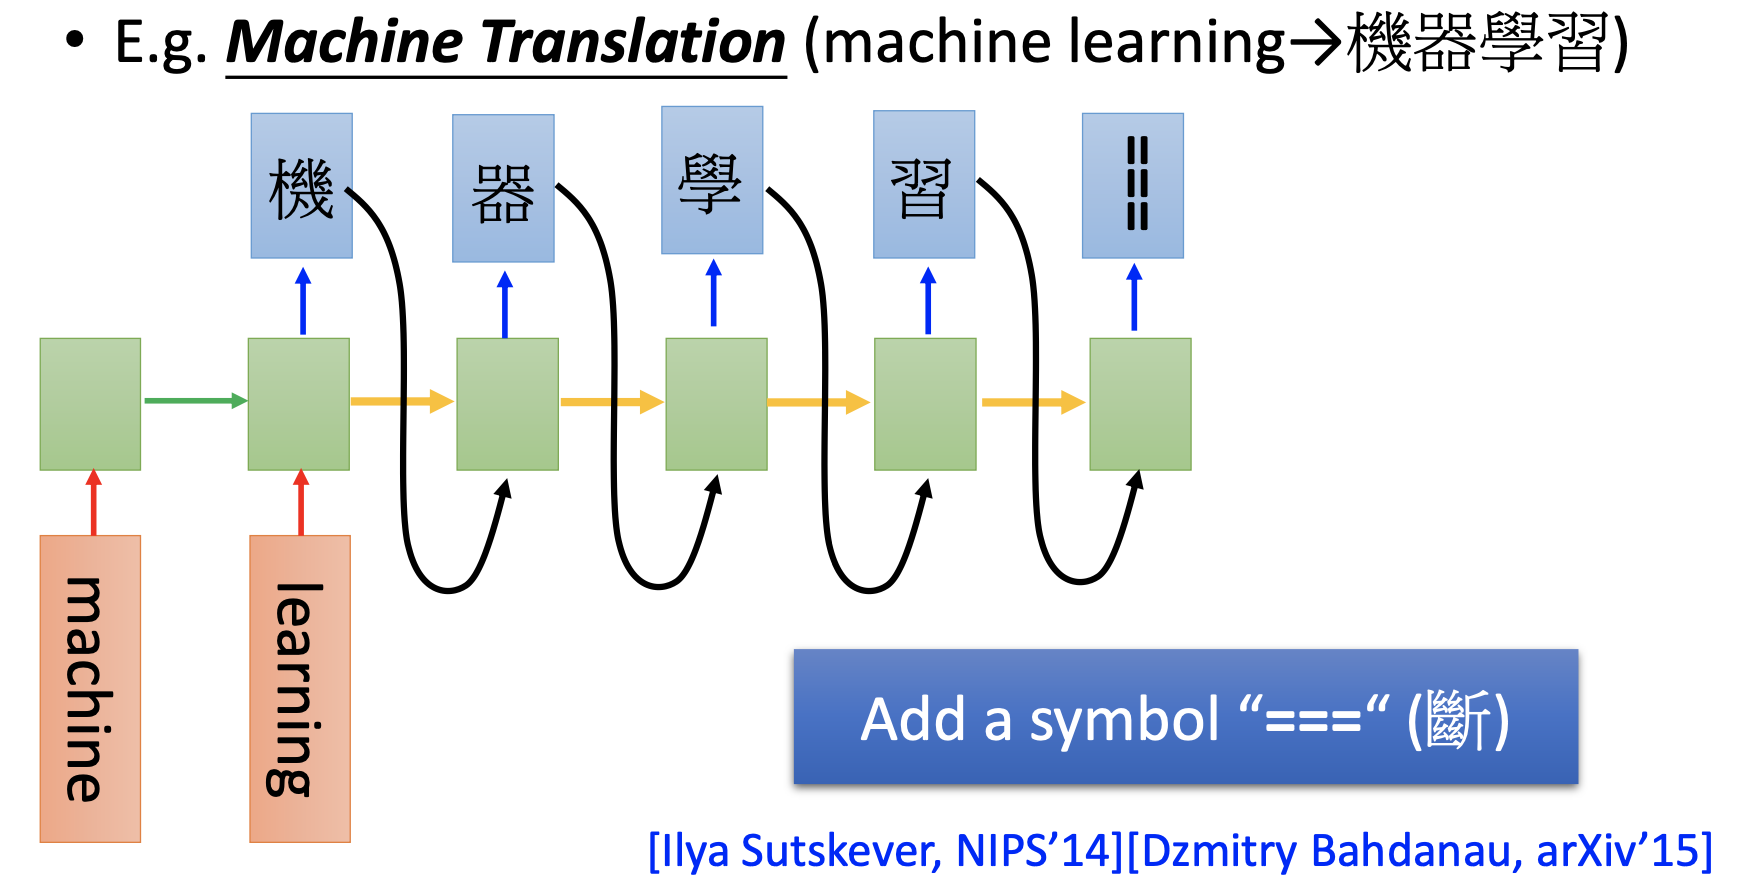 • E.g. Machine Translation (machine learning→機器學習)
機
器
學
習
===
machine
learning
Add a symbol “===“ (斷)
[Ilya Sutskever, NIPS’14][Dzmitry Bahdanau, arXiv’15]